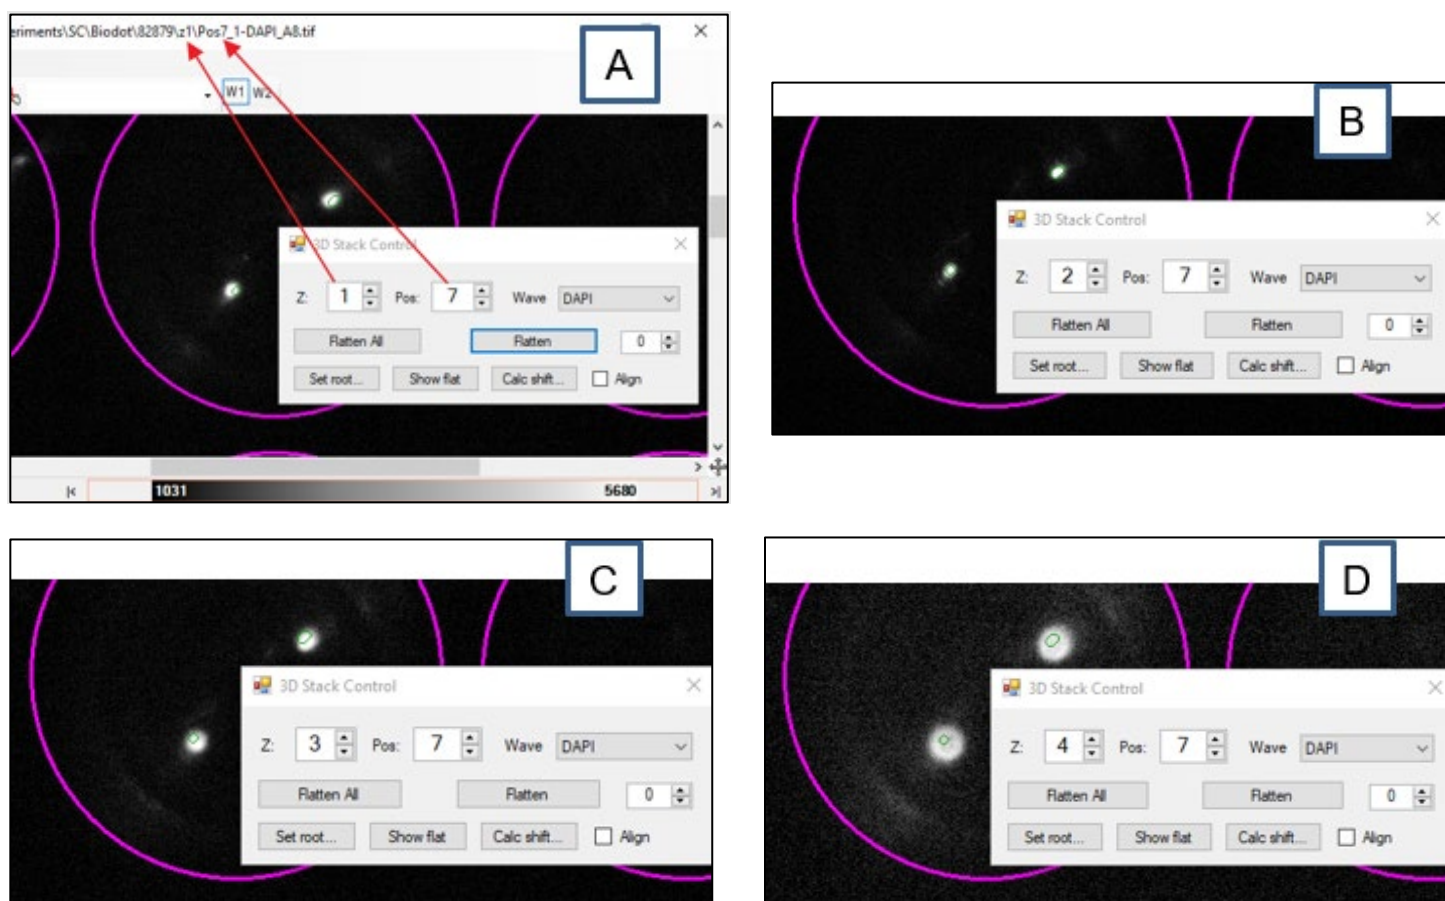 eriments\SC\Biodot\82879\z1\Pos7_1-DAPI_A8.tif
A
W1 W2
3D Stack Control
Z: 1 Pos: 7 Wave DAPI
Flatten All Flatten 0
Set root... Show flat Calc shift... Align
1031 5680
B
3D Stack Control
Z: 2 Pos: 7 Wave DAPI
Flatten All Flatten 0
Set root... Show flat Calc shift... Align
C
3D Stack Control
Z: 3 Pos: 7 Wave DAPI
Flatten All Flatten 0
Set root... Show flat Calc shift... Align
D
3D Stack Control
Z: 4 Pos: 7 Wave DAPI
Flatten All Flatten 0
Set root... Show flat Calc shift... Align